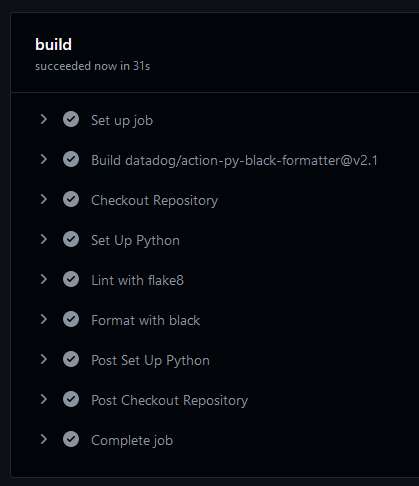 build
succeeded now in 31s
Set up job
Build datadog/action-py-black-formatter@v2.1
Checkout Repository
Set Up Python
Lint with flake8
Format with black
Post Set Up Python
Post Checkout Repository
Complete job